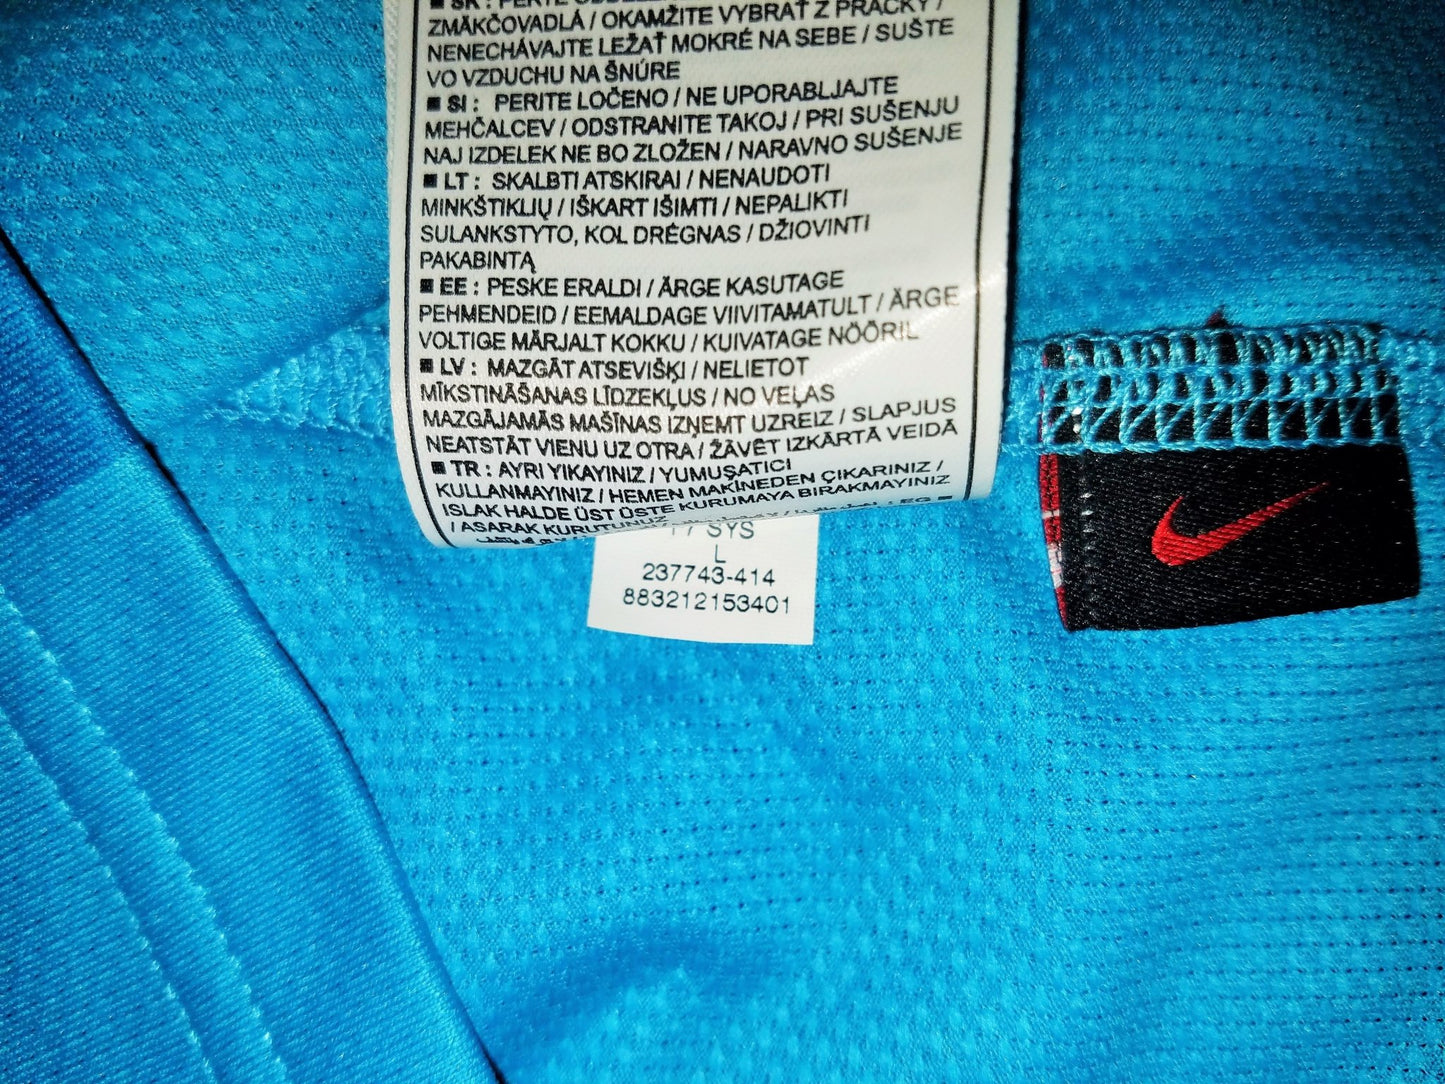 ■ SK : PERTE
ZMÄKČOVADLÁ / OKAMŽITE VYBRAŤ Z PRÁČKY /
NENECHÁVAJTE LEŽAŤ MOKRÉ NA SEBE / SUŠTE
VO VZDUCHU NA ŠNÚRE
■ SI : PERITE LOČENO / NE UPORABLJAJTE
MEHČALCEV / ODSTRANITE TAKOJ / PRI SUŠENJU
NAJ IZDELEK NE BO ZLOŽEN / NARAVNO SUŠENJE
■ LT : SKALBTI ATSKIRAI / NENAUDOTI
MINKŠTIKLIŲ / IŠKART IŠIMTI / NEPALIKTI
SULANKSTYTO, KOL DRĖGNAS / DŽIOVINTI
PAKABINTĄ
■ EE : PESKE ERALDI / ÄRGE KASUTAGE
PEHMENDEID / EEMALDAGE VIIVITAMATULT / ÄRGE
VOLTIGE MÄRJALT KOKKU / KUIVATAGE NÖÖRIL
■ LV : MAZGĀT ATSEVIŠĶI / NELIETOT
MĪKSTINĀŠANAS LĪDZEKĻUS / NO VEĻAS
MAZGĀJAMĀS MAŠĪNAS IZŅEMT UZREIZ / SLAPJUS
NEATSTĀT VIENU UZ OTRA / ŽĀVĒT IZKĀRTĀ VEIDĀ
■ TR : AYRI YIKAYINIZ / YUMUŞATICI
KULLANMAYINIZ / HEMEN MAKİNEDEN ÇIKARINIZ /
ISLAK HALDE ÜST ÜSTE KURUMAYA BIRAKMAYINIZ
/ ASARAK KURUTUNUZ
: EG ■
SYS
L
237743-414
883212153401